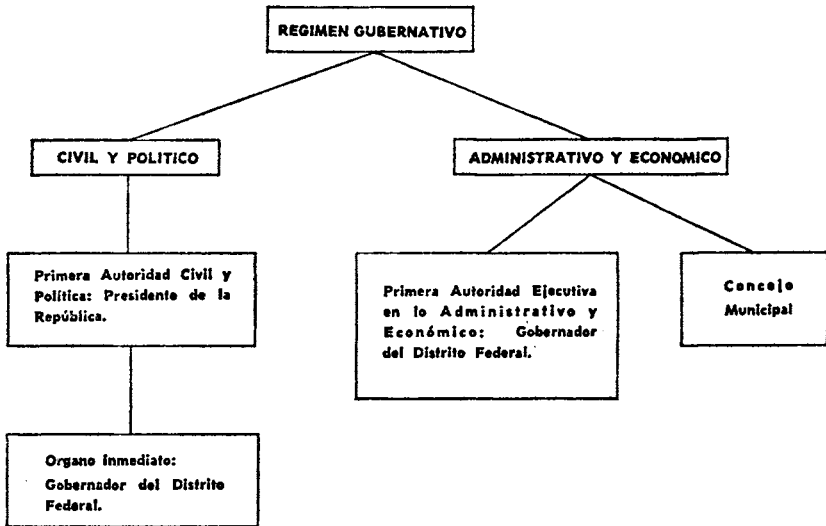 REGIMEN GUBERNATIVO
CIVIL Y POLITICO
ADMINISTRATIVO Y ECONOMICO
Primera Autoridad Civil y
Política: Presidente de la
República.
Primera Autoridad Ejecutiva
en lo Administrativo y
Económico: Gobernador
del Distrito Federal.
Concejo
Municipal
Organo inmediato:
Gobernador del Distrito
Federal.